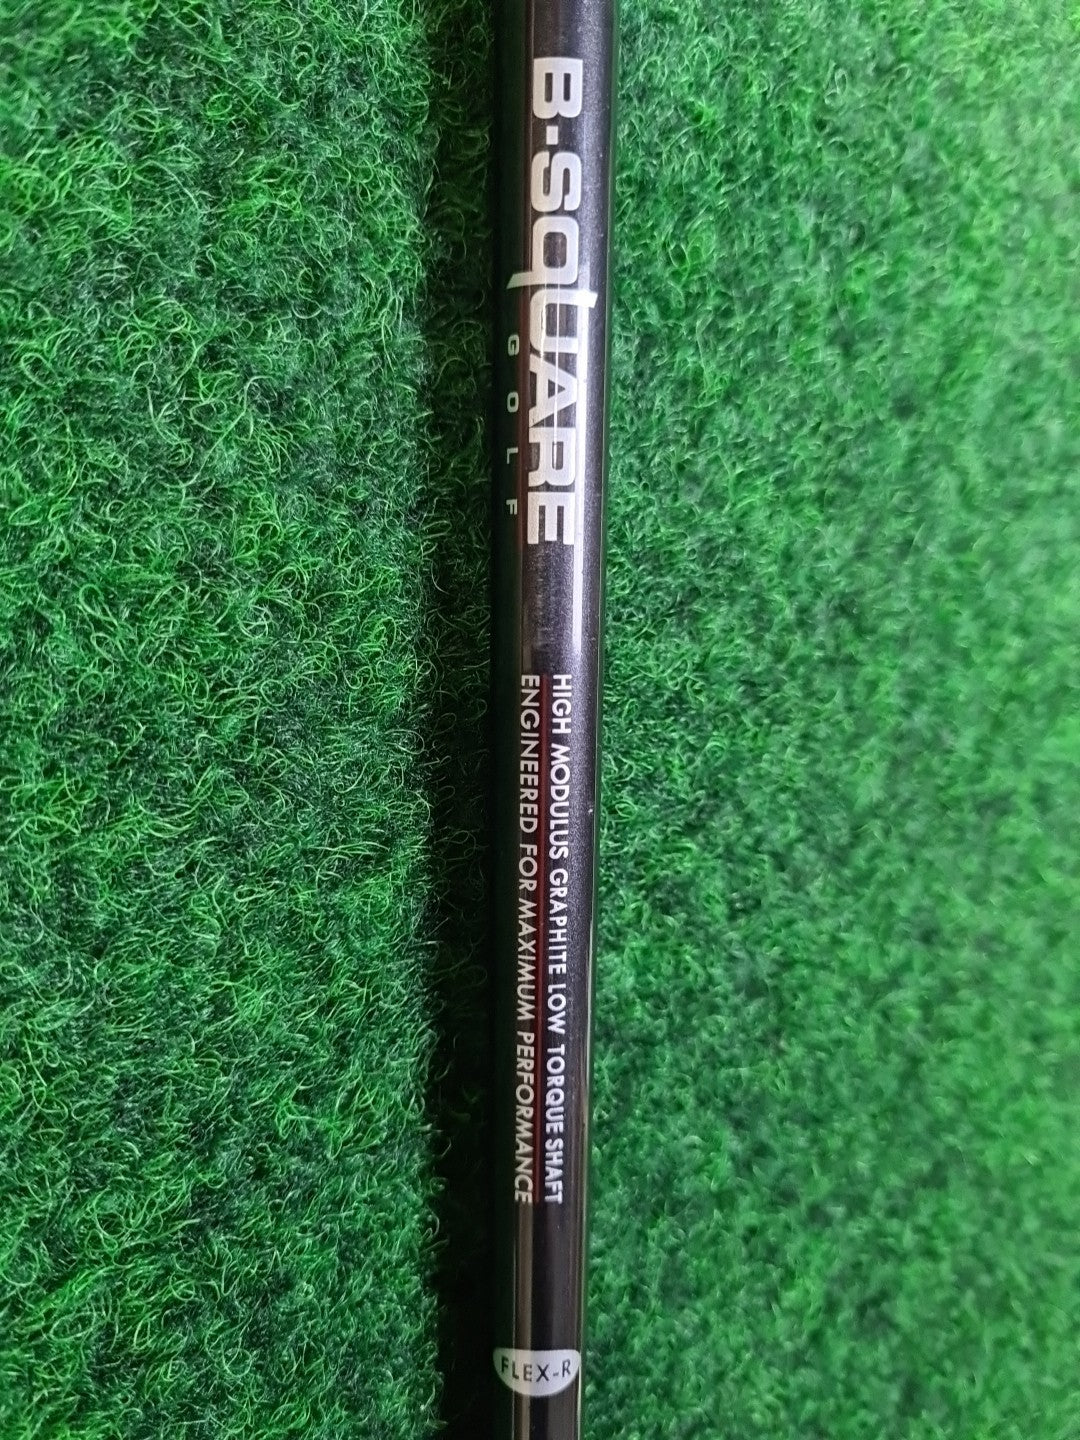 B-SQUARE
GOLF
HIGH MODULUS GRAPHITE LOW TORQUE SHAFT
ENGINEERED FOR MAXIMUM PERFORMANCE
FLEX-R